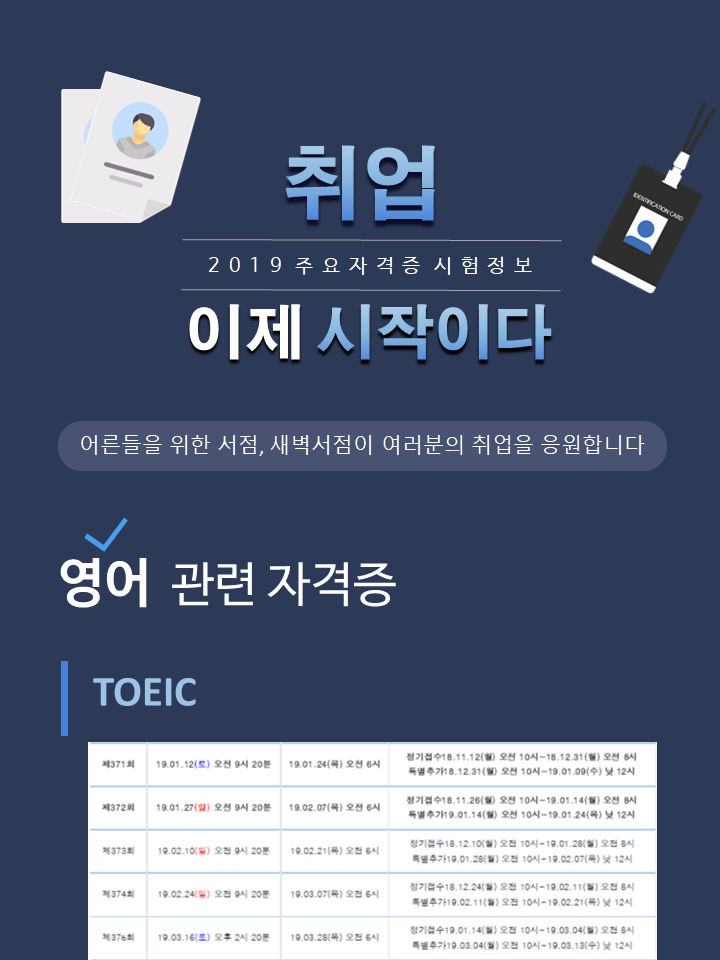 취업
2019 주요자격증 시험정보
이제 시작이다
IDENTIFICATION CARD
어른들을 위한 서점, 새벽서점이 여러분의 취업을 응원합니다
영어 관련 자격증
TOEIC
제371회 19.01.12(토) 오전 9시 20분 19.01.24(목) 오전 6시 정기접수18.11.12(월) 오전 10시~18.12.31(월) 오전 8시
특별추가18.12.31(월) 오전 10시~19.01.09(수) 낮 12시
제372회 19.01.27(일) 오전 9시 20분 19.02.07(목) 오전 6시 정기접수18.11.26(월) 오전 10시~19.01.14(월) 오전 8시
특별추가19.01.14(월) 오전 10시~19.01.24(목) 낮 12시
제373회 19.02.10(일) 오전 9시 20분 19.02.21(목) 오전 6시 정기접수18.12.10(월) 오전 10시~19.01.28(월) 오전 8시
특별추가19.01.28(월) 오전 10시~19.02.07(목) 낮 12시
제374회 19.02.24(일) 오전 9시 20분 19.03.07(목) 오전 6시 정기접수18.12.24(월) 오전 10시~19.02.11(월) 오전 8시
특별추가19.02.11(월) 오전 10시~19.02.21(목) 낮 12시
제376회 19.03.16(토) 오후 2시 20분 19.03.28(목) 오전 6시 정기접수19.01.14(월) 오전 10시~19.03.04(월) 오전 8시
특별추가19.03.04(월) 오전 10시~19.03.13(수) 낮 12시